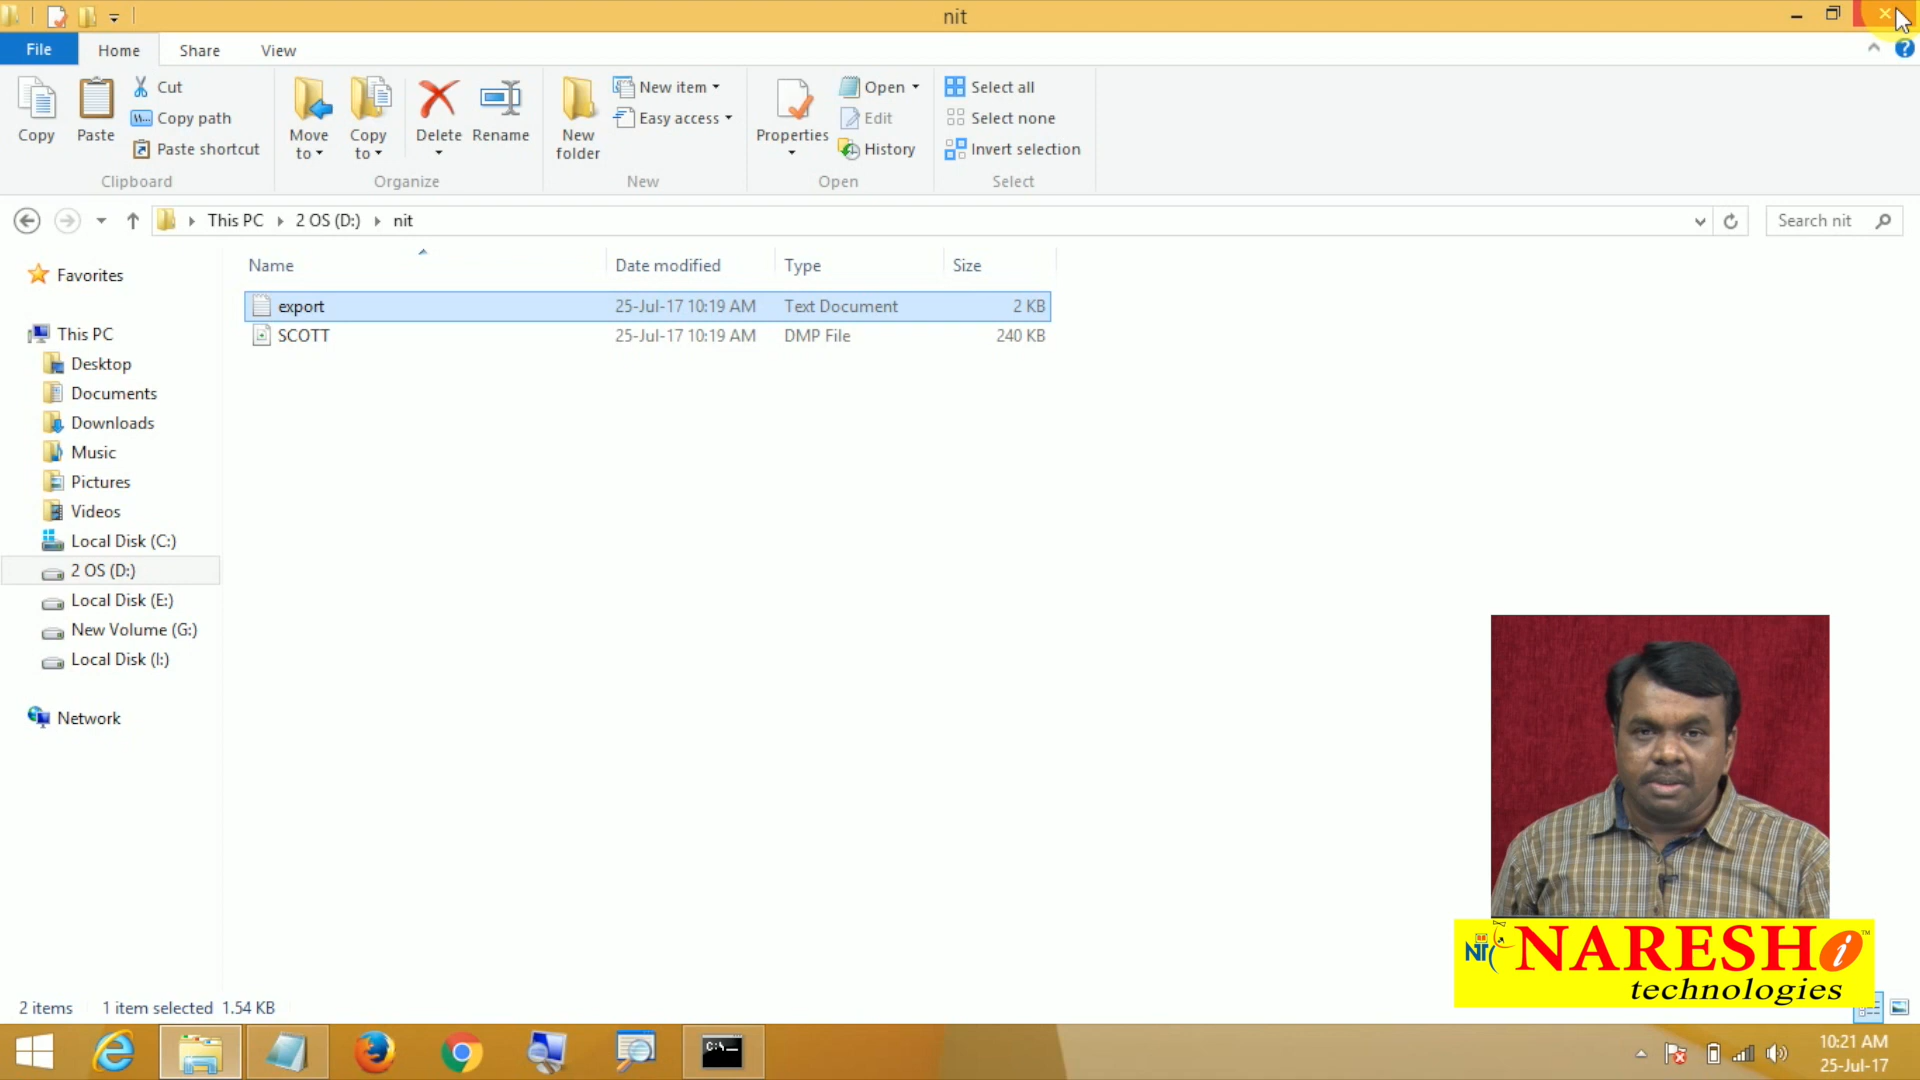 nit
File
Home
Share
View
Copy
Paste
Cut
Copy path
Paste shortcut
Clipboard
Move to
Copy to
Delete
Rename
Organize
New folder
New item
Easy access
New
Properties
Open
Edit
History
Open
Select all
Select none
Invert selection
Select
This PC
2 OS (D:)
nit
Search nit
Name
Date modified
Type
Size
export
25-Jul-17 10:19 AM
Text Document
2 KB
SCOTT
25-Jul-17 10:19 AM
DMP File
240 KB
Favorites
This PC
Desktop
Documents
Downloads
Music
Pictures
Videos
Local Disk (C:)
2 OS (D:)
Local Disk (E:)
New Volume (G:)
Local Disk (I:)
Network
NiT NARESH i ™
technologies
2 items
1 item selected 1.54 KB
C:\_
10:21 AM
25-Jul-17